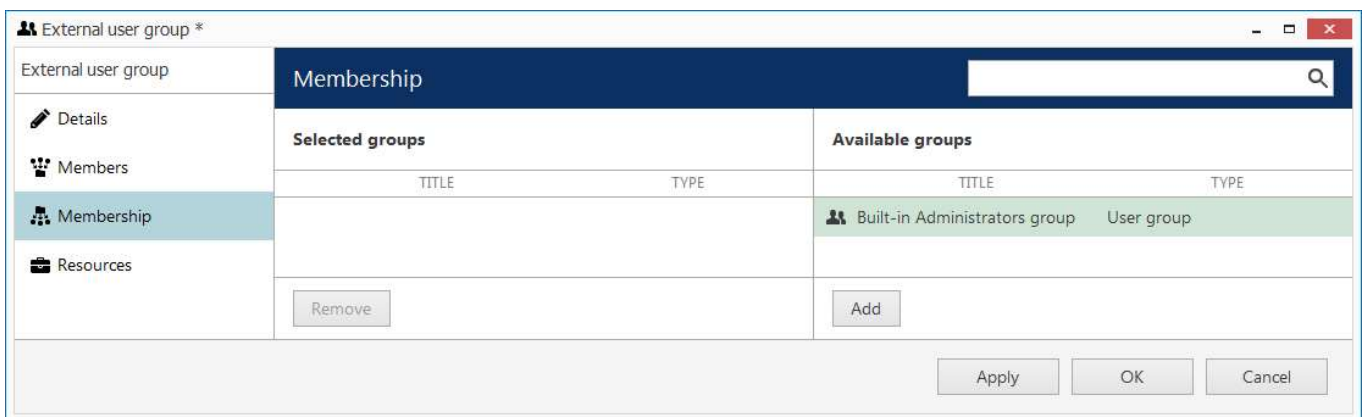 External user group *
External user group
Details
Members
Membership
Resources
Membership
Selected groups
TITLE TYPE
Remove
Available groups
TITLE TYPE
Built-in Administrators group User group
Add
Apply OK Cancel